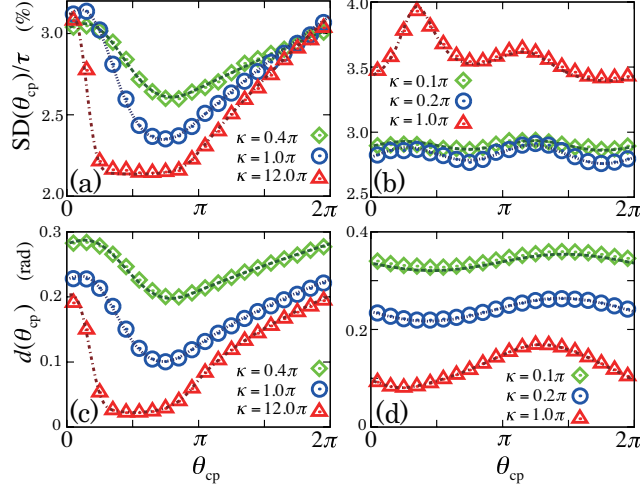 SD(θcp)/τ (%)
3.0
2.5
2.0
(a)
κ = 0.4π
κ = 1.0π
κ = 12.0π
0
π
2π
4.0
3.5
3.0
2.5
(b)
κ = 0.1π
κ = 0.2π
κ = 1.0π
0
π
2π
d(θcp) (rad)
0.3
0.2
0.1
0
(c)
κ = 0.4π
κ = 1.0π
κ = 12.0π
0
π
2π
θcp
0.4
0.2
0
(d)
κ = 0.1π
κ = 0.2π
κ = 1.0π
0
π
2π
θcp